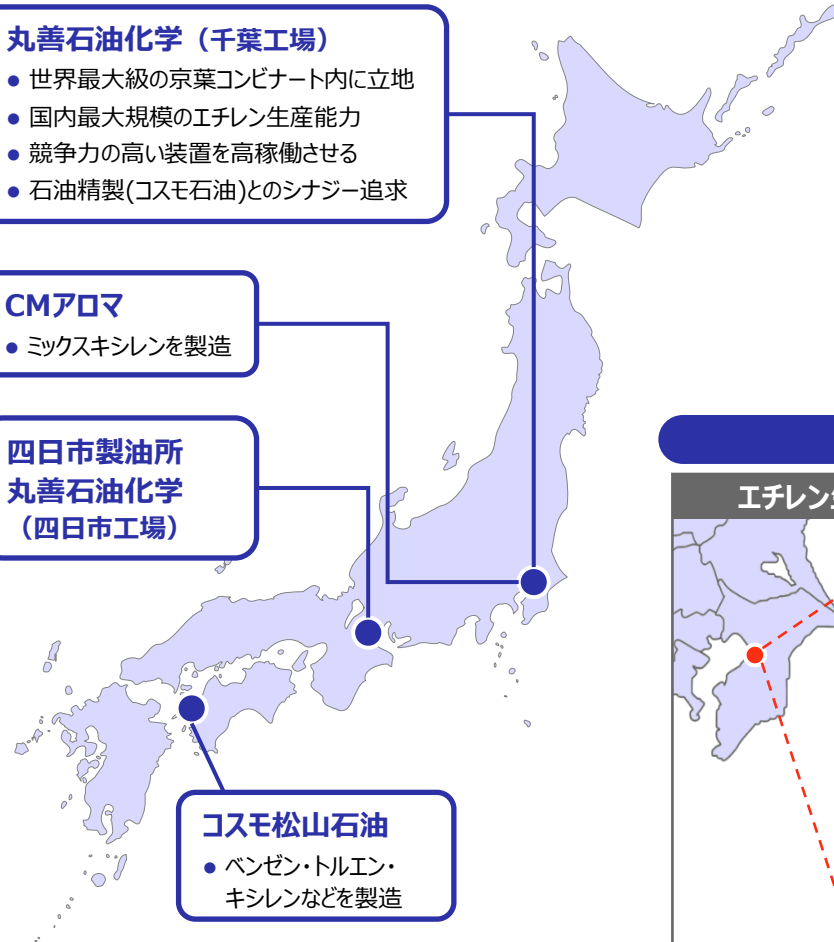 丸善石油化学（千葉工場）
● 世界最大級の京葉コンビナート内に立地
● 国内最大規模のエチレン生産能力
● 競争力の高い装置を高稼働させる
● 石油精製(コスモ石油)とのシナジー追求
CMアロマ
● ミックスキシレンを製造
四日市製油所
丸善石油化学
（四日市工場）
エチレン
コスモ松山石油
● ベンゼン・トルエン・
キシレンなどを製造